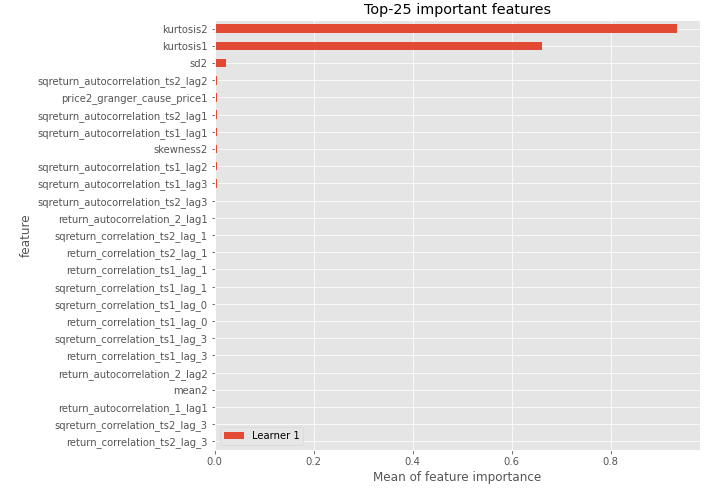 Top-25 important features
kurtosis2
kurtosis1
sd2
sqreturn_autocorrelation_ts2_lag2
price2_granger_cause_price1
sqreturn_autocorrelation_ts2_lag1
sqreturn_autocorrelation_ts1_lag1
skewness2
sqreturn_autocorrelation_ts1_lag2
sqreturn_autocorrelation_ts1_lag3
sqreturn_autocorrelation_ts2_lag3
return_autocorrelation_2_lag1
sqreturn_correlation_ts2_lag_1
return_correlation_ts2_lag_1
return_correlation_ts1_lag_1
sqreturn_correlation_ts1_lag_1
sqreturn_correlation_ts1_lag_0
return_correlation_ts1_lag_0
sqreturn_correlation_ts1_lag_3
return_correlation_ts1_lag_3
return_autocorrelation_2_lag2
mean2
return_autocorrelation_1_lag1
sqreturn_correlation_ts2_lag_3
return_correlation_ts2_lag_3
feature
Learner 1
0.0 0.2 0.4 0.6 0.8
Mean of feature importance